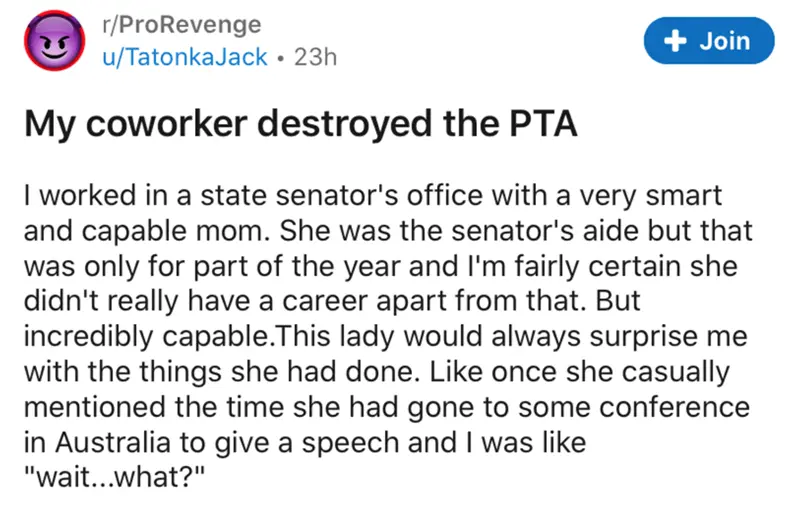 r/ProRevenge
u/TatonkaJack • 23h
+ Join
My coworker destroyed the PTA
I worked in a state senator's office with a very smart
and capable mom. She was the senator's aide but that
was only for part of the year and I'm fairly certain she
didn't really have a career apart from that. But
incredibly capable.This lady would always surprise me
with the things she had done. Like once she casually
mentioned the time she had gone to some conference
in Australia to give a speech and I was like
"wait...what?"